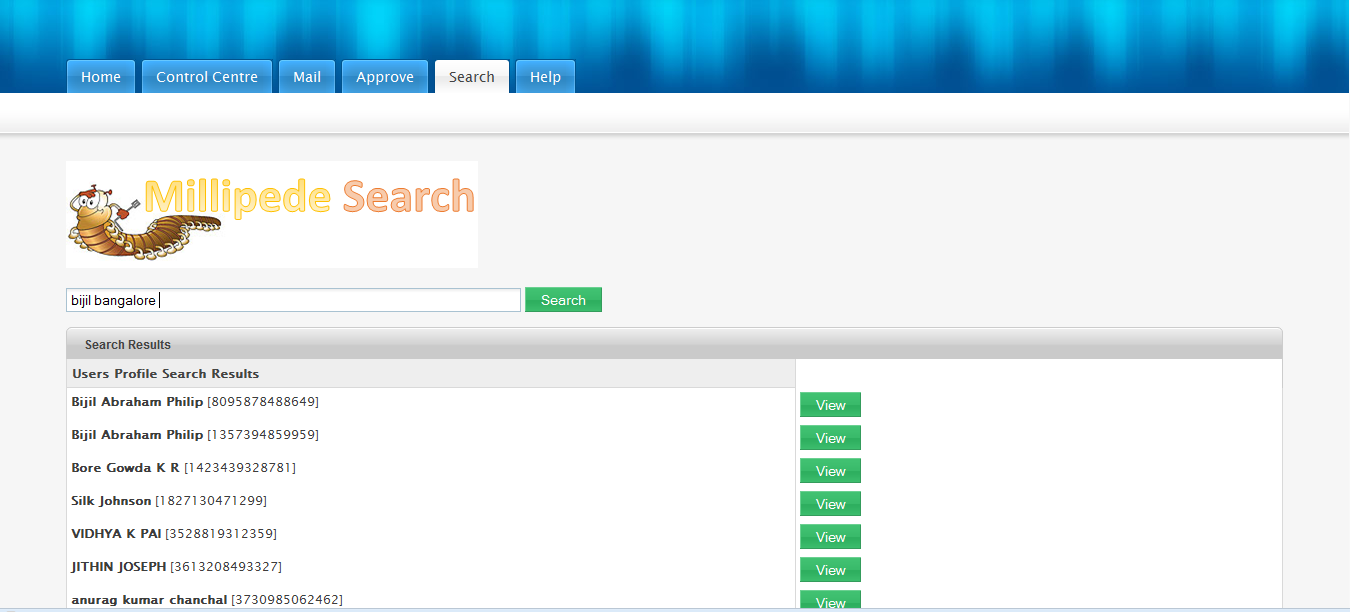 Home Control Centre Mail Approve Search Help
Millipede Search
bijil bangalore Search
Search Results
Users Profile Search Results
Bijil Abraham Philip [8095878488649] View
Bijil Abraham Philip [1357394859959] View
Bore Gowda K R [1423439328781] View
Silk Johnson [1827130471299] View
VIDHYA K PAI [3528819312359] View
JITHIN JOSEPH [3613208493327] View
anurag kumar chanchal [3730985062462] View